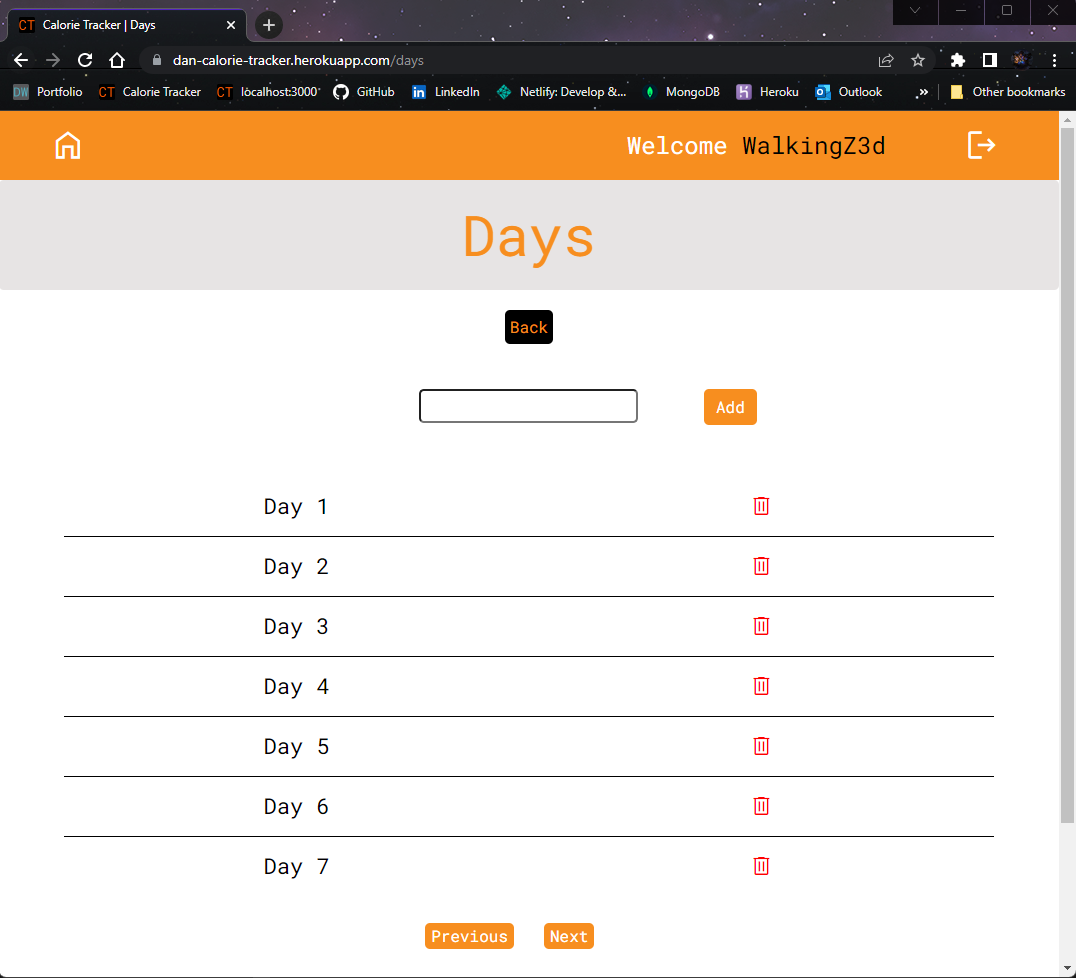 CT Calorie Tracker | Days
dan-calorie-tracker.herokuapp.com/days
DW Portfolio CT Calorie Tracker CT localhost:3000 GitHub in LinkedIn Netlify: Develop &... MongoDB Heroku Outlook » Other bookmarks
Welcome WalkingZ3d
Days
Back
Add
Day 1
Day 2
Day 3
Day 4
Day 5
Day 6
Day 7
Previous Next